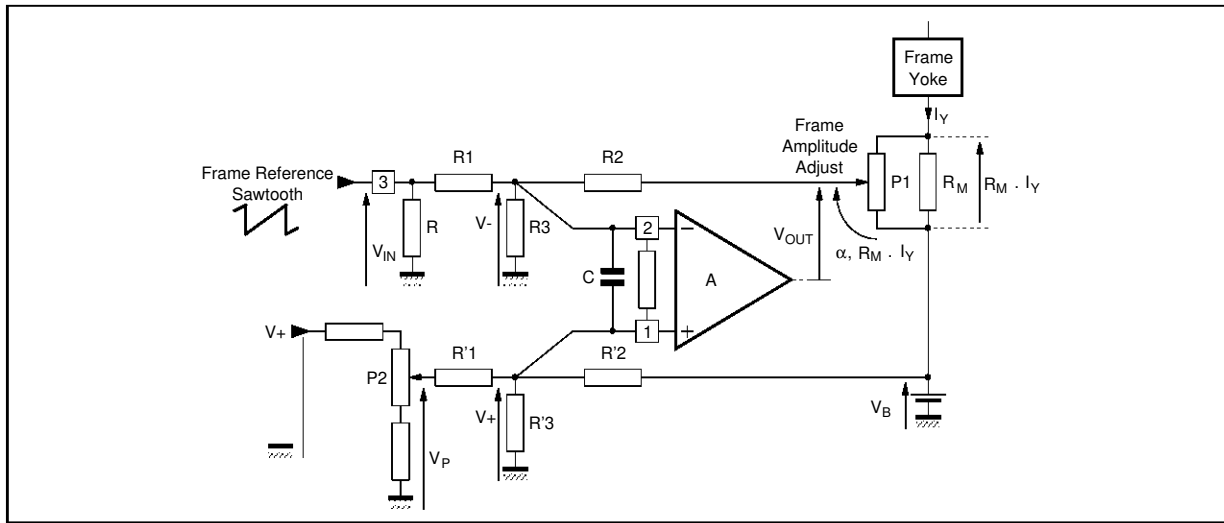 Frame
Yoke
I_Y
Frame
Amplitude
Adjust
R1
R2
Frame Reference
Sawtooth
3
P1
R_M
R_M . I_Y
R
V-
R3
2
−
V_IN
V_OUT
α, R_M . I_Y
C
A
V+
1
+
R'1
R'2
P2
V+
R'3
V_B
V_P